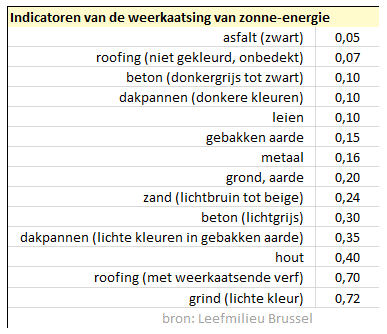 Indicatoren van de weerkaatsing van zonne-energie
asfalt (zwart) 0,05
roofing (niet gekleurd, onbedekt) 0,07
beton (donkergrijs tot zwart) 0,10
dakpannen (donkere kleuren) 0,10
leien 0,10
gebakken aarde 0,15
metaal 0,16
grond, aarde 0,20
zand (lichtbruin tot beige) 0,24
beton (lichtgrijs) 0,30
dakpannen (lichte kleuren in gebakken aarde) 0,35
hout 0,40
roofing (met weerkaatsende verf) 0,70
grind (lichte kleur) 0,72
bron: Leefmilieu Brussel